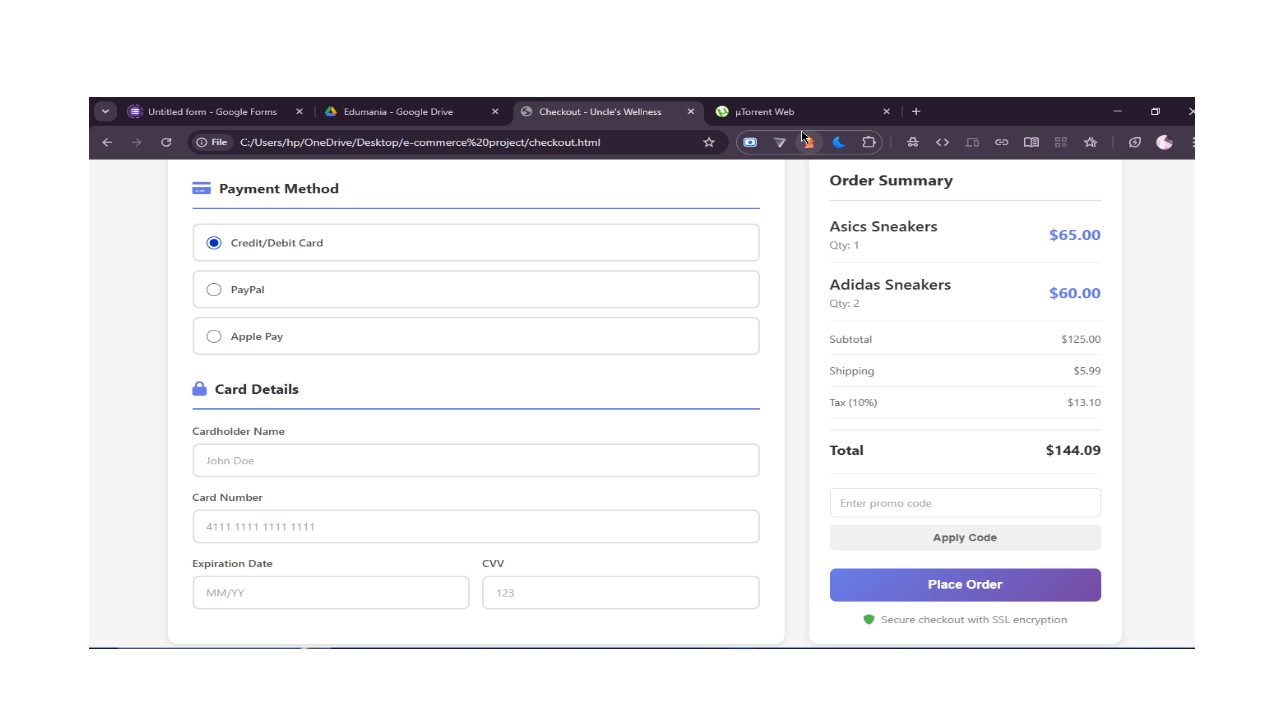 Untitled form - Google Forms
Edumania - Google Drive
Checkout - Uncle's Wellness
µTorrent Web
File
C:/Users/hp/OneDrive/Desktop/e-commerce%20project/checkout.html
Payment Method
Credit/Debit Card
PayPal
Apple Pay
Card Details
Cardholder Name
John Doe
Card Number
4111 1111 1111 1111
Expiration Date
CVV
MM/YY
123
Order Summary
Asics Sneakers
$65.00
Qty: 1
Adidas Sneakers
$60.00
Qty: 2
Subtotal
$125.00
Shipping
$5.99
Tax (10%)
$13.10
Total
$144.09
Enter promo code
Apply Code
Place Order
Secure checkout with SSL encryption